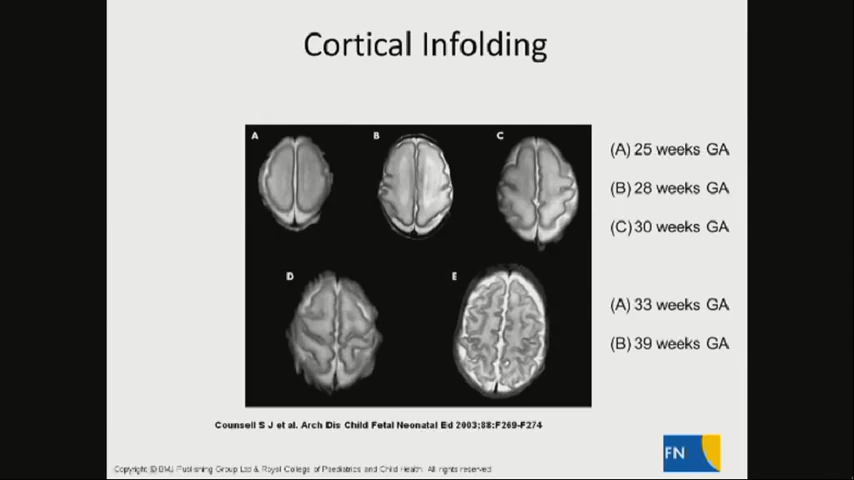 Cortical Infolding
A
B
C
(A) 25 weeks GA
(B) 28 weeks GA
(C) 30 weeks GA
D
E
(A) 33 weeks GA
(B) 39 weeks GA
Counsell S J et al. Arch Dis Child Fetal Neonatal Ed 2003;88:F269-F274
Copyright © BMJ Publishing Group Ltd & Royal College of Paediatrics and Child Health. All rights reserved
FN